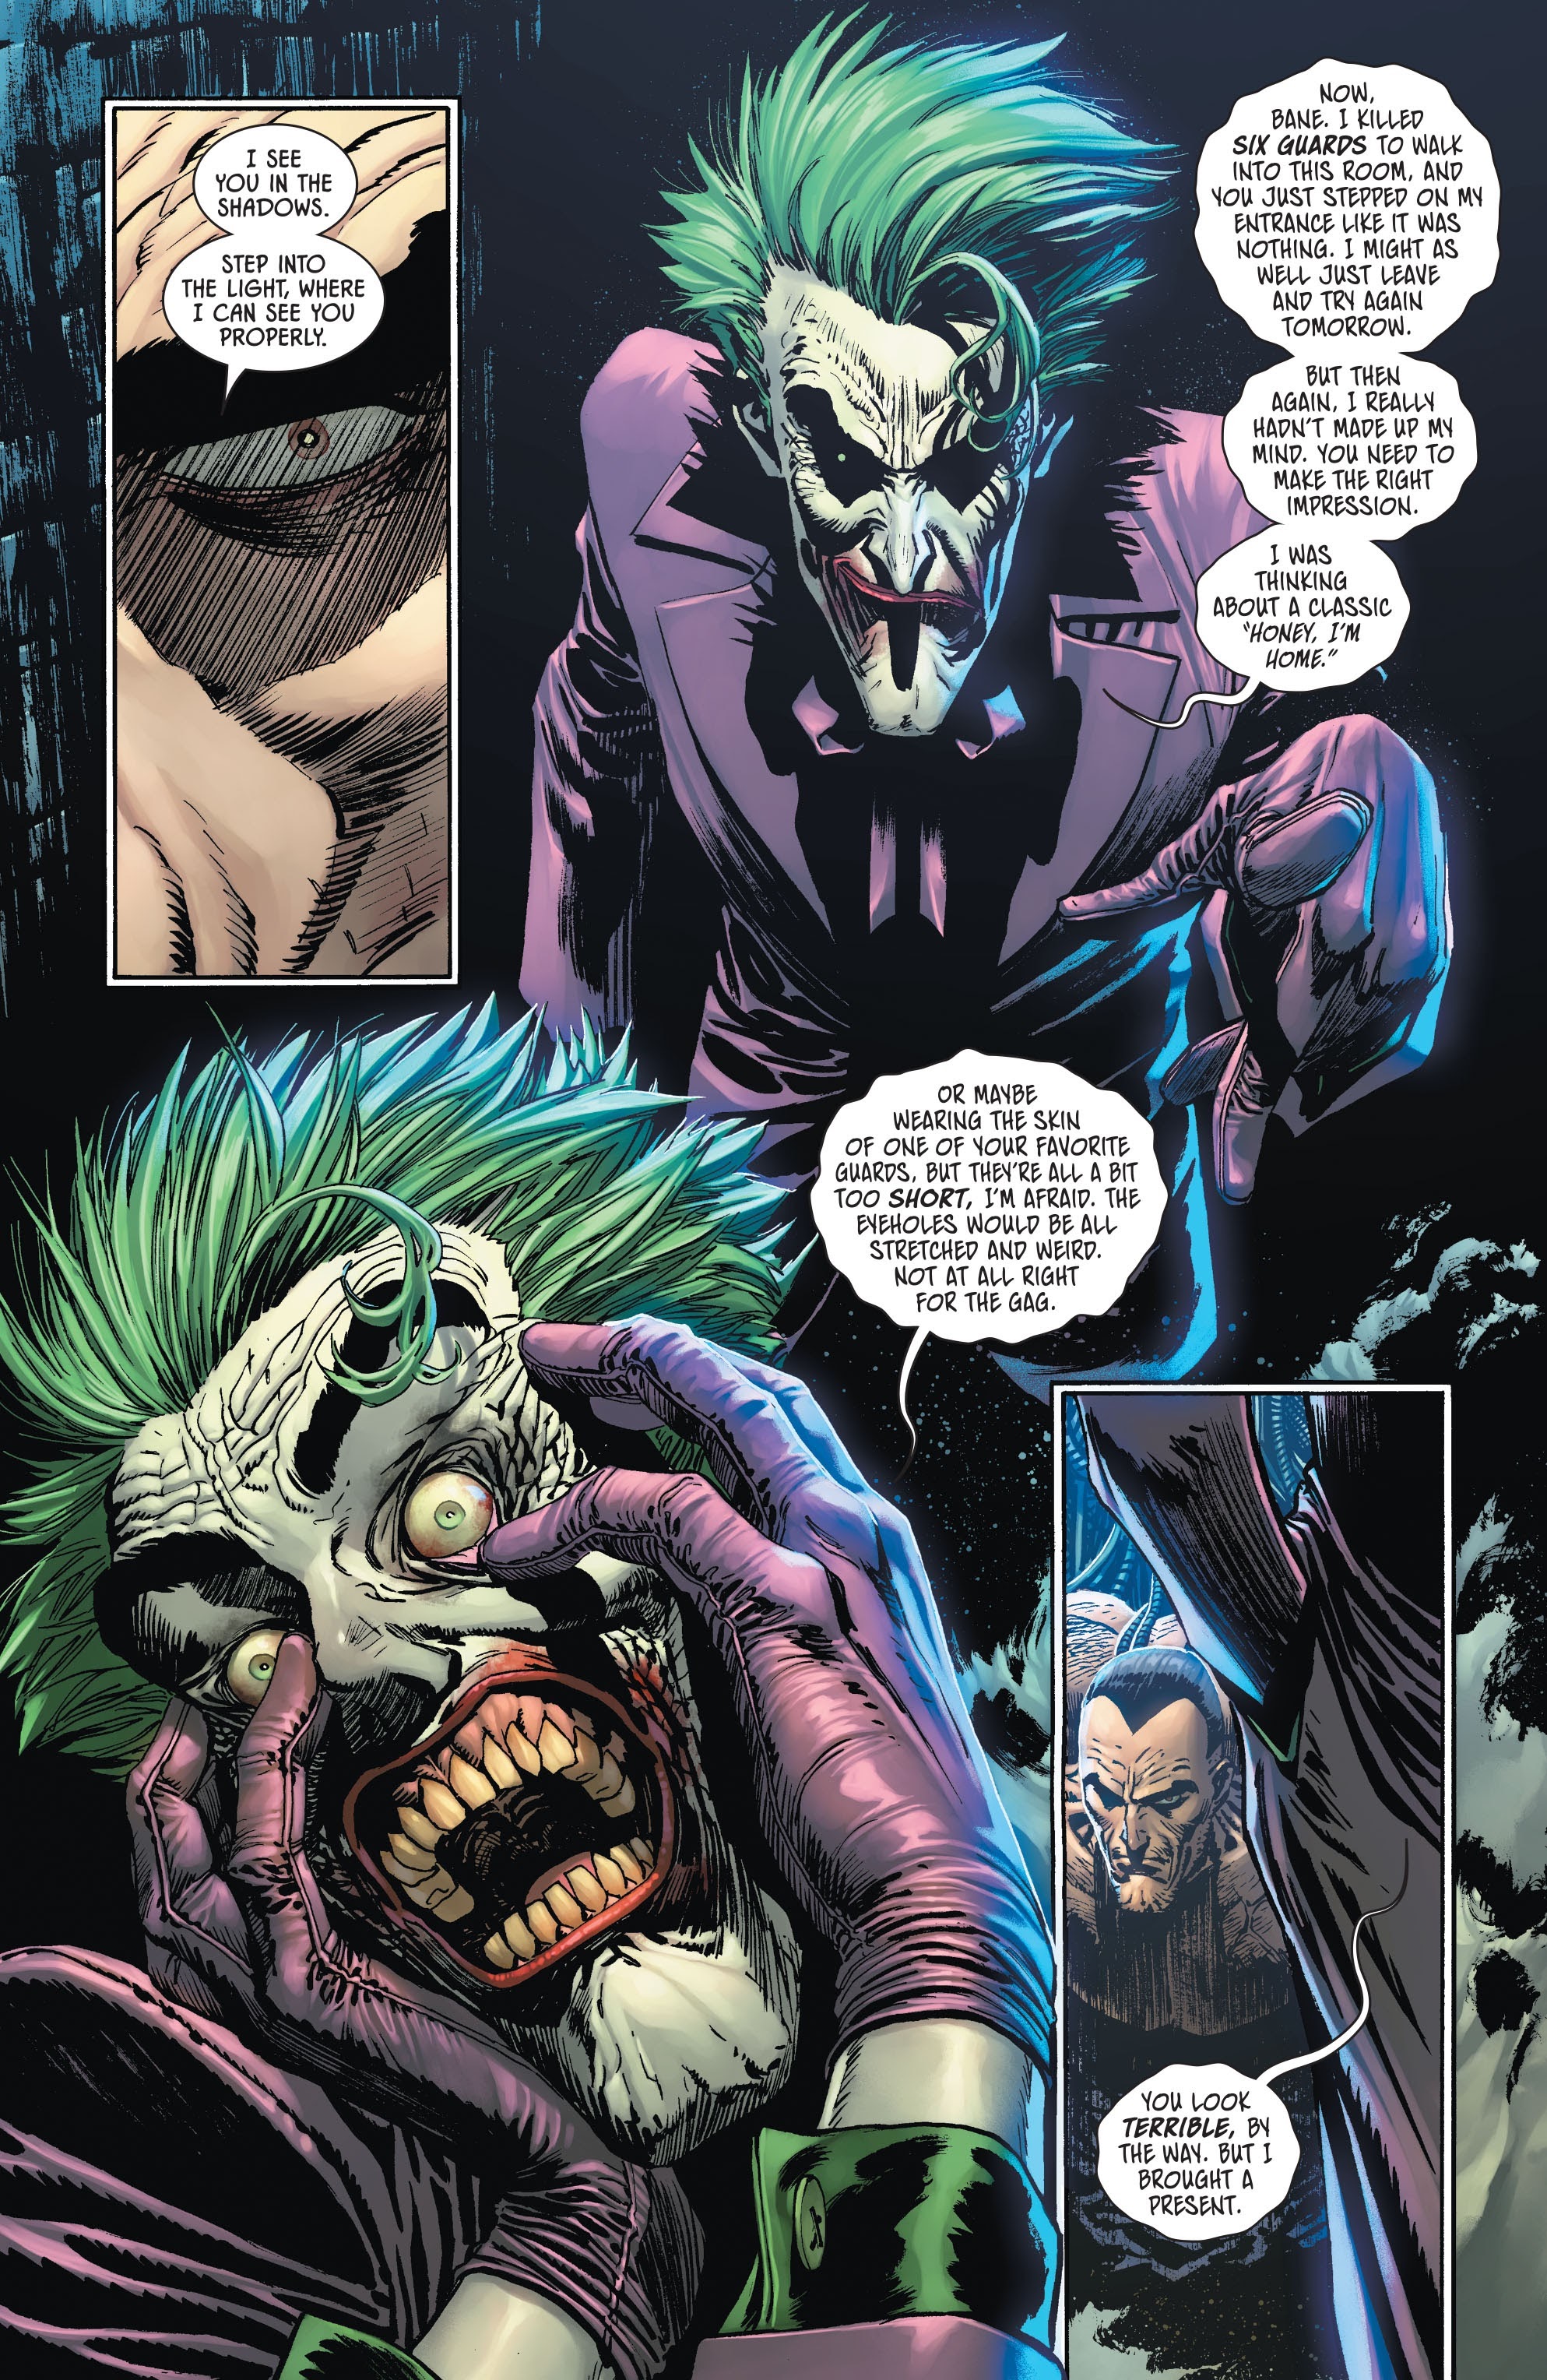 I SEE
YOU IN THE
SHADOWS.
STEP INTO
THE LIGHT, WHERE
I CAN SEE YOU
PROPERLY.
NOW,
BANE. I KILLED
SIX GUARDS TO WALK
INTO THIS ROOM, AND
YOU JUST STEPPED ON MY
ENTRANCE LIKE IT WAS
NOTHING. I MIGHT AS
WELL JUST LEAVE
AND TRY AGAIN
TOMORROW.
BUT THEN
AGAIN, I REALLY
HADN'T MADE UP MY
MIND. YOU NEED TO
MAKE THE RIGHT
IMPRESSION.
I WAS
THINKING
ABOUT A CLASSIC
"HONEY, I'M
HOME."
OR MAYBE
WEARING THE SKIN
OF ONE OF YOUR FAVORITE
GUARDS, BUT THEY'RE ALL A BIT
TOO SHORT, I'M AFRAID. THE
EYEHOLES WOULD BE ALL
STRETCHED AND WEIRD.
NOT AT ALL RIGHT
FOR THE GAG.
YOU LOOK
TERRIBLE, BY
THE WAY. BUT I
BROUGHT A
PRESENT.